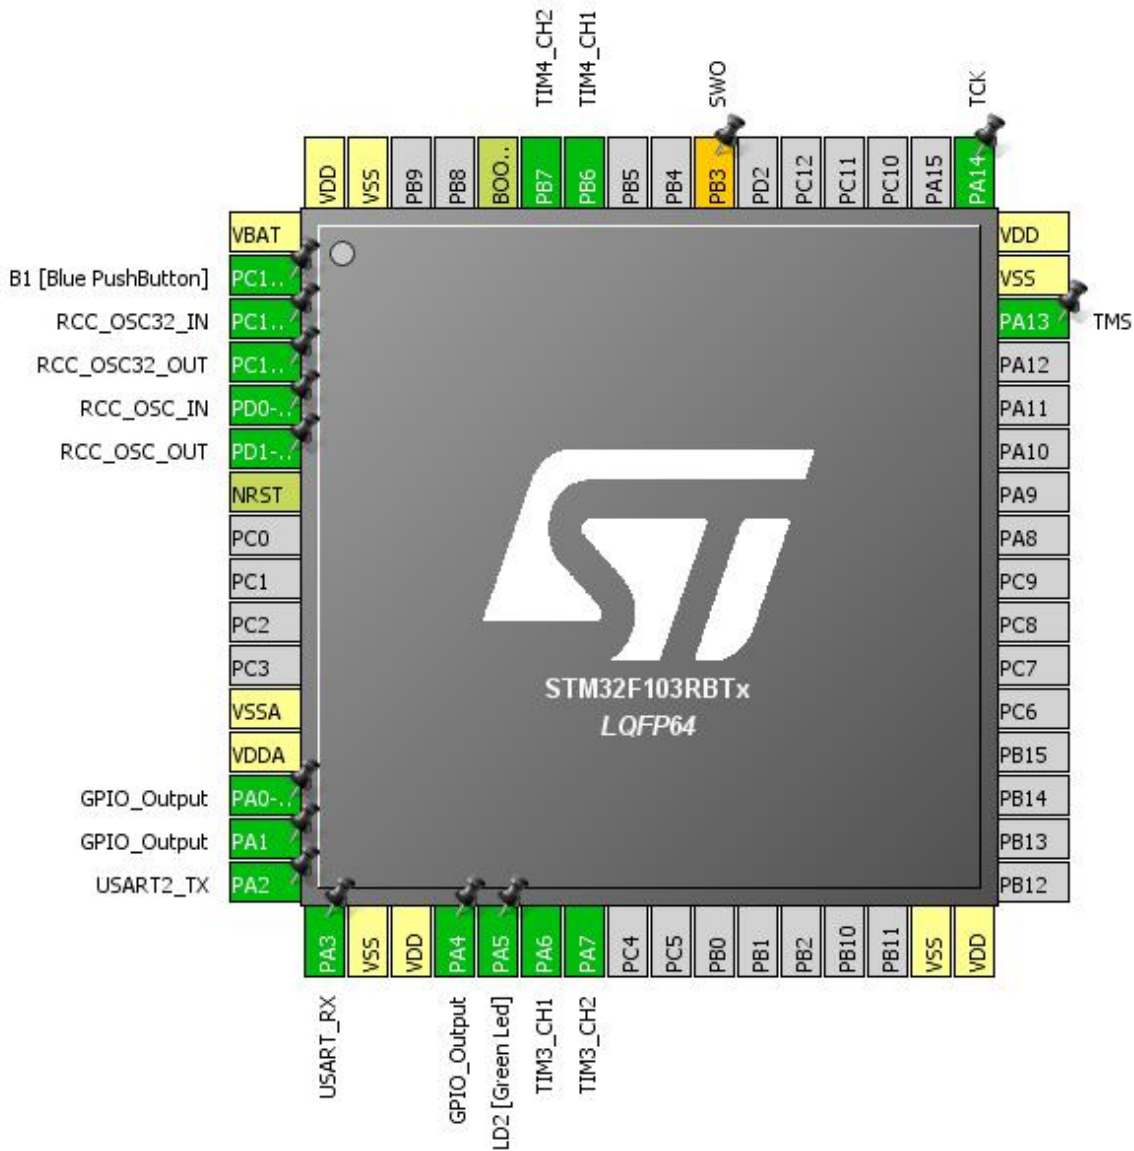 TIM4_CH2
TIM4_CH1
SWO
TCK
VDD
VSS
PB9
PB8
BOO..
PB7
PB6
PB5
PB4
PB3
PD2
PC12
PC11
PC10
PA15
PA14
B1 [Blue PushButton]
RCC_OSC32_IN
RCC_OSC32_OUT
RCC_OSC_IN
RCC_OSC_OUT
GPIO_Output
GPIO_Output
USART2_TX
VBAT
PC1..
PC1..
PC1..
PD0-..
PD1-..
NRST
PC0
PC1
PC2
PC3
VSSA
VDDA
PA0-..
PA1
PA2
ST
STM32F103RBTx
LQFP64
VDD
VSS
PA13
TMS
PA12
PA11
PA10
PA9
PA8
PC9
PC8
PC7
PC6
PB15
PB14
PB13
PB12
PA3
VSS
VDD
PA4
PA5
PA6
PA7
PC4
PC5
PB0
PB1
PB2
PB10
PB11
VSS
VDD
USART_RX
GPIO_Output
LD2 [Green Led]
TIM3_CH1
TIM3_CH2